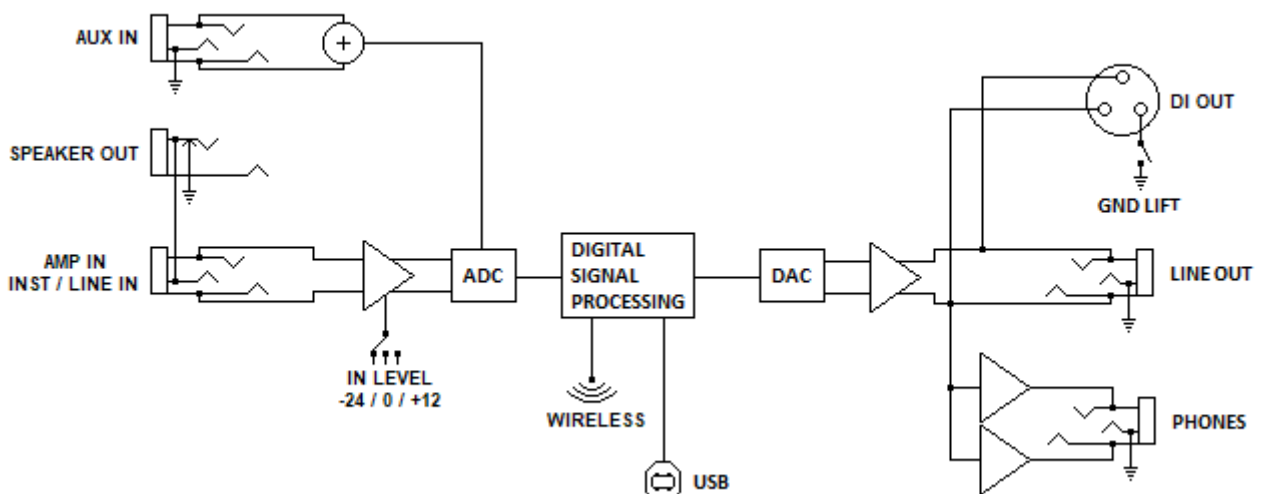 AUX IN
SPEAKER OUT
AMP IN
INST / LINE IN
IN LEVEL
-24 / 0 / +12
ADC
DIGITAL
SIGNAL
PROCESSING
WIRELESS
USB
DAC
DI OUT
GND LIFT
LINE OUT
PHONES